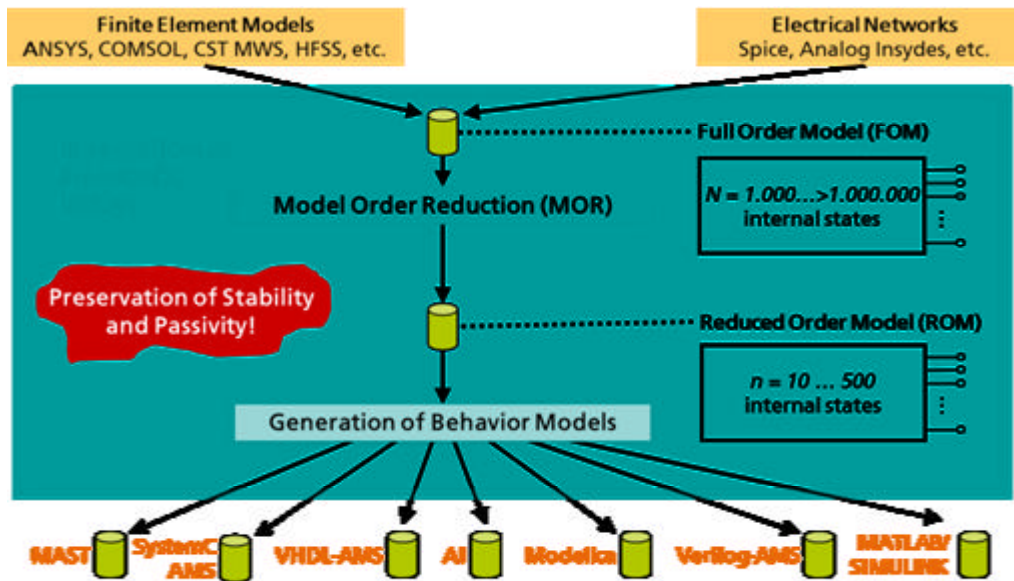 Finite Element Models
ANSYS, COMSOL, CST MWS, HFSS, etc.
Electrical Networks
Spice, Analog Insydes, etc.
Full Order Model (FOM)
N = 1.000...>1.000.000
internal states
Model Order Reduction (MOR)
Preservation of Stability
and Passivity!
Reduced Order Model (ROM)
n = 10 ... 500
internal states
Generation of Behavior Models
MAST
SystemC
AMS
VHDL-AMS
AI
Modelica
Verilog-AMS
MATLAB/
SIMULINK